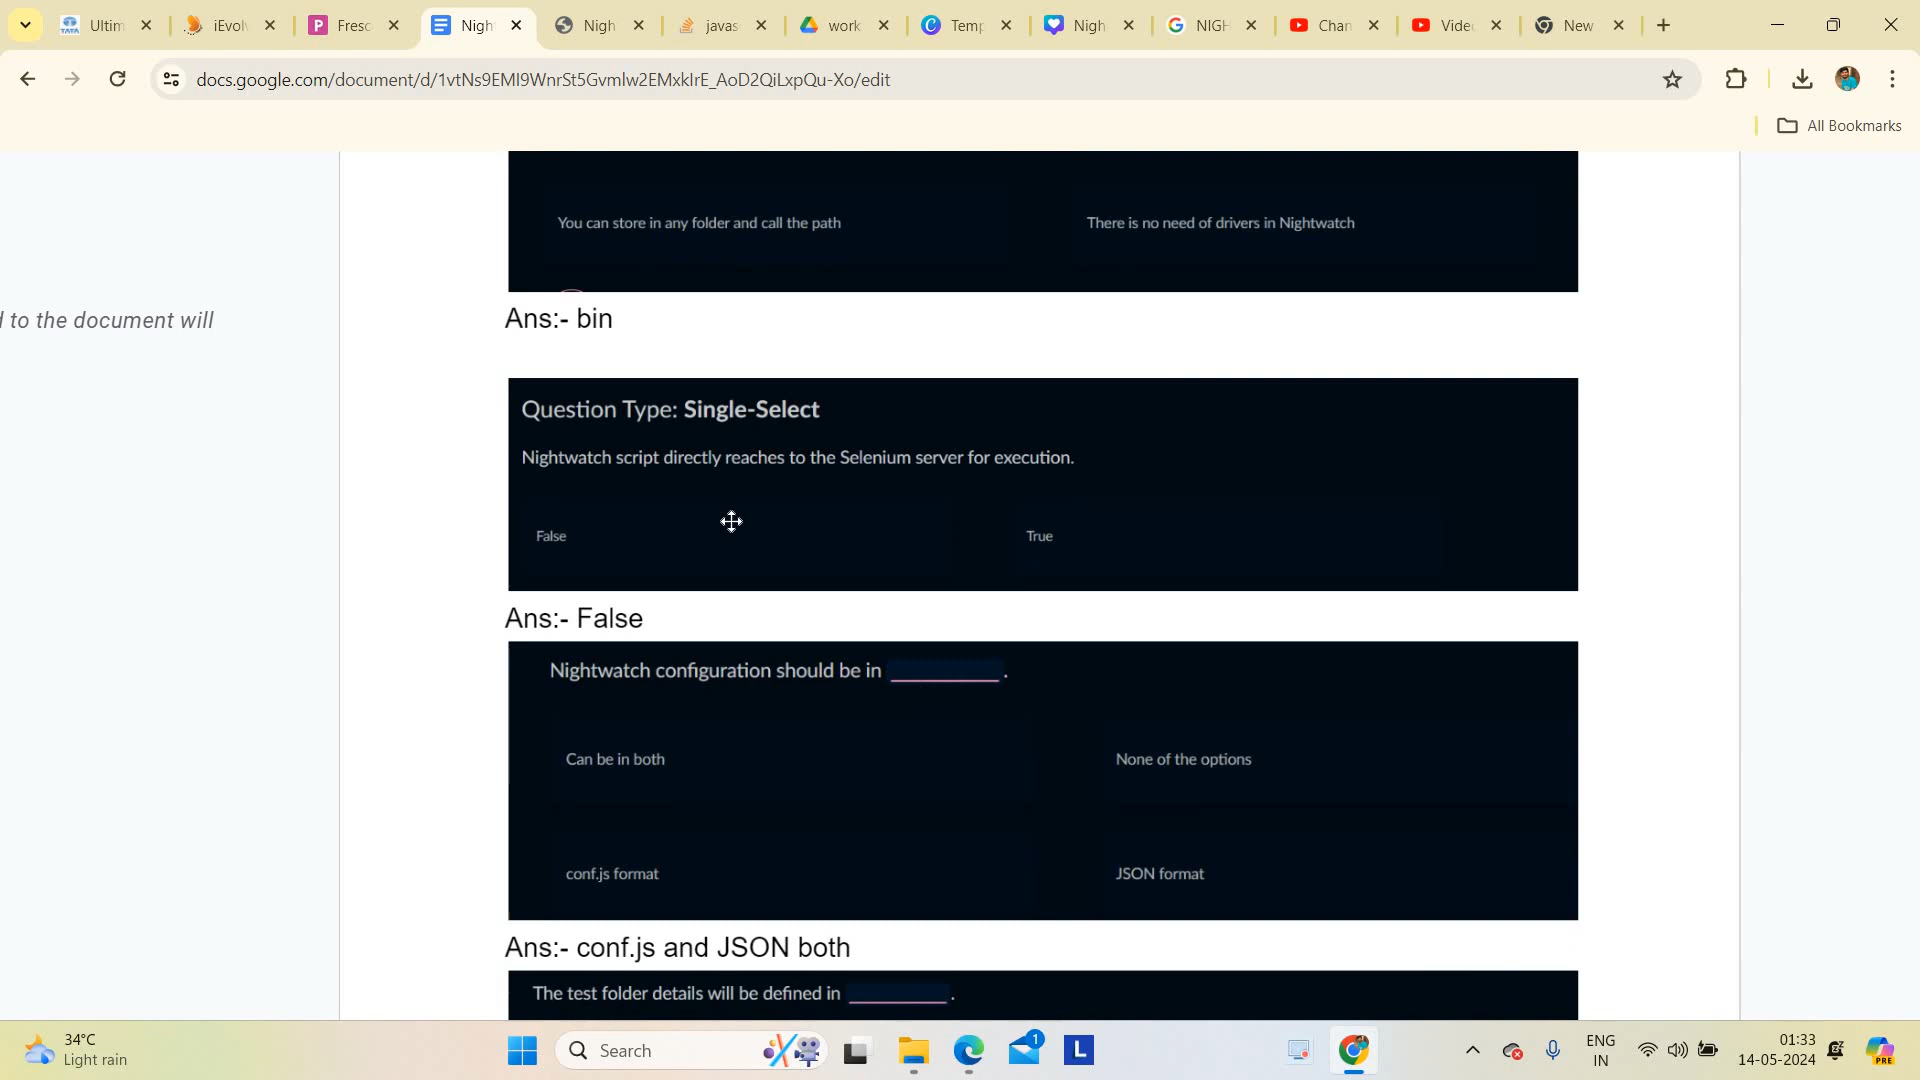 Ultim
iEvol
Fresc
Nigh
Nigh
javas
work
Temp
Nigh
NIGH
Chan
Vide
New
docs.google.com/document/d/1vtNs9EMI9WnrSt5Gvmlw2EMxkIrE_AoD2QiLxpQu-Xo/edit
All Bookmarks
You can store in any folder and call the path
There is no need of drivers in Nightwatch
Ans:- bin
d to the document will
Question Type: Single-Select
Nightwatch script directly reaches to the Selenium server for execution.
False
True
Ans:- False
Nightwatch configuration should be in __________ .
Can be in both
None of the options
conf.js format
JSON format
Ans:- conf.js and JSON both
The test folder details will be defined in __________ .
34°C
Light rain
Search
1
L
ENG
IN
01:33
14-05-2024
PRE